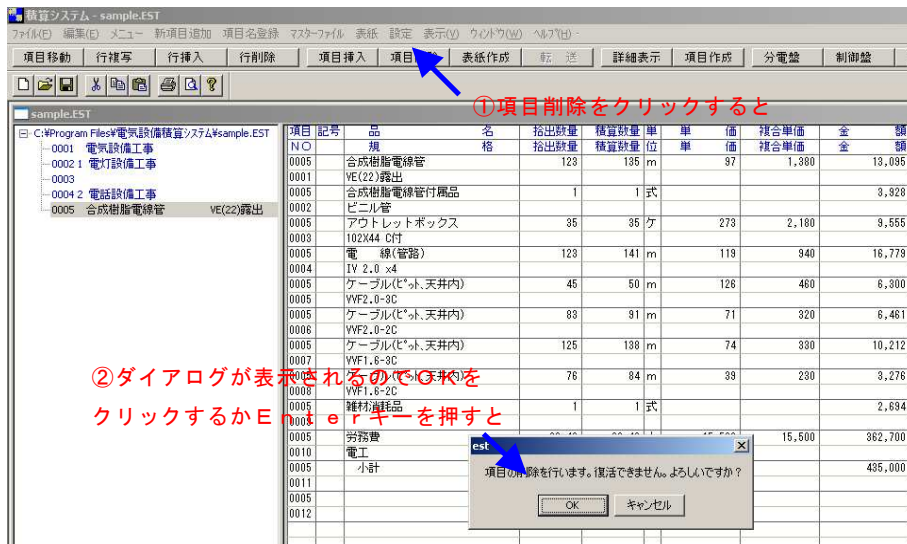 積算システム - sample.EST
ファイル(F) 編集(E) メニュー 新項目追加 項目名登録 マスターファイル 表紙 設定 表示(V) ウィンドウ(W) ヘルプ(H) -
項目移動 行複写 行挿入 行削除 項目挿入 項目 表紙作成 転 送 詳細表示 項目作成 分電盤 制御盤
①項目削除をクリックすると
sample.EST
C:¥Program Files¥電気設備積算システム¥sample.EST
0001 電気設備工事
0002 1 電灯設備工事
0003
0004 2 電話設備工事
0005 合成樹脂電線管 VE(22)露出
項目 記号 品 名 拾出数量 積算数量 単 単 価 複合単価 金 額
NO 規 格 拾出数量 積算数量 位 単 価 複合単価 金 額
0005 合成樹脂電線管 123 135 m 97 1,380 13,095
0001 VE(22)露出
0005 合成樹脂電線管付属品 1 1 式 3,928
0002 ビニル管
0005 アウトレットボックス 35 35 ケ 273 2,180 9,555
0003 102X44 C付
0005 電 線(管路) 123 141 m 119 940 16,779
0004 IV 2.0 x4
0005 ケーブル(ピット、天井内) 45 50 m 126 460 6,300
0005 VVF2.0-3C
0005 ケーブル(ピット、天井内) 83 91 m 71 320 6,461
0006 VVF2.0-2C
0005 ケーブル(ピット、天井内) 125 138 m 74 330 10,212
0007 VVF1.6-3C
0005 ケーブル(ピット、天井内) 76 84 m 39 230 3,276
0008 VVF1.6-2C
0005 雑材消耗品 1 1 式 2,694
0009
0005 労務費 15,500 362,700
0010 電工
0005 小計 435,000
0011
0005
0012
②ダイアログが表示されるのでOKを
クリックするかEnterキーを押すと
est
項目の削除を行います。復活できません。よろしいですか?
OK キャンセル